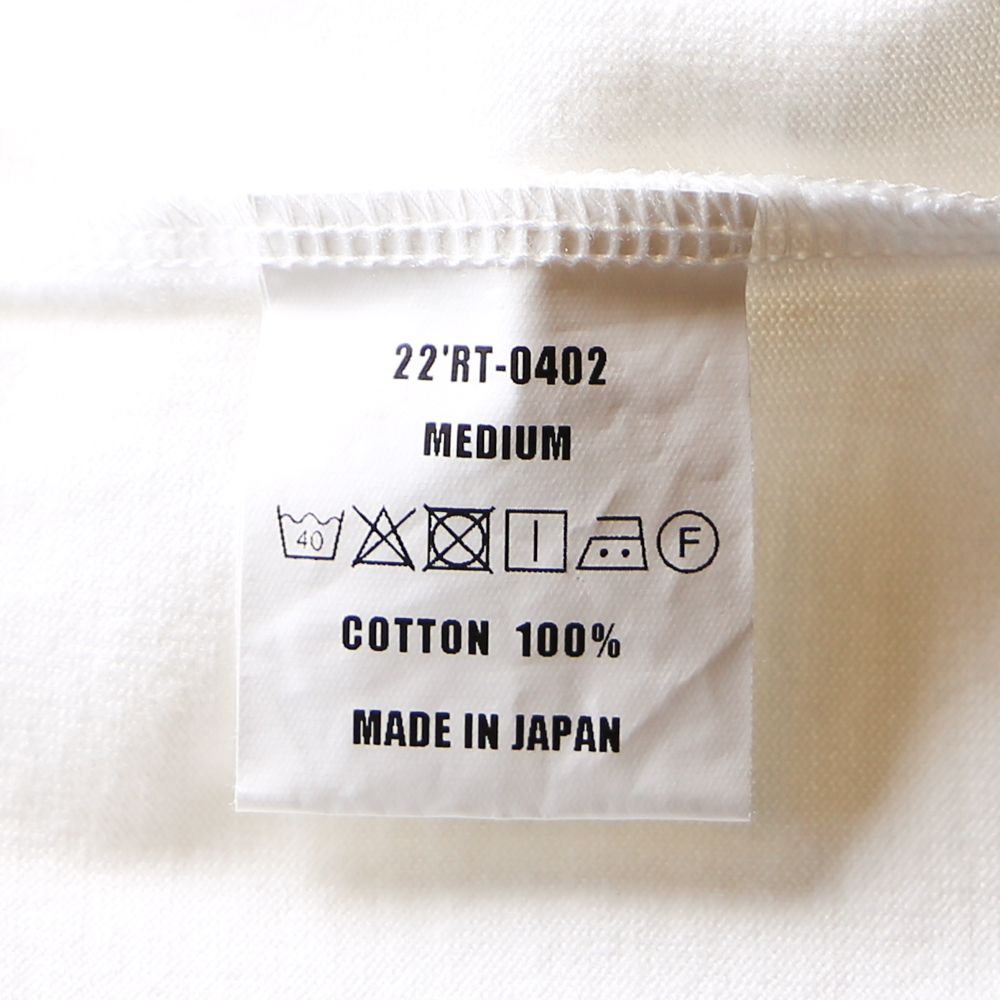 22'RT-0402
MEDIUM
40 F
COTTON 100%
MADE IN JAPAN